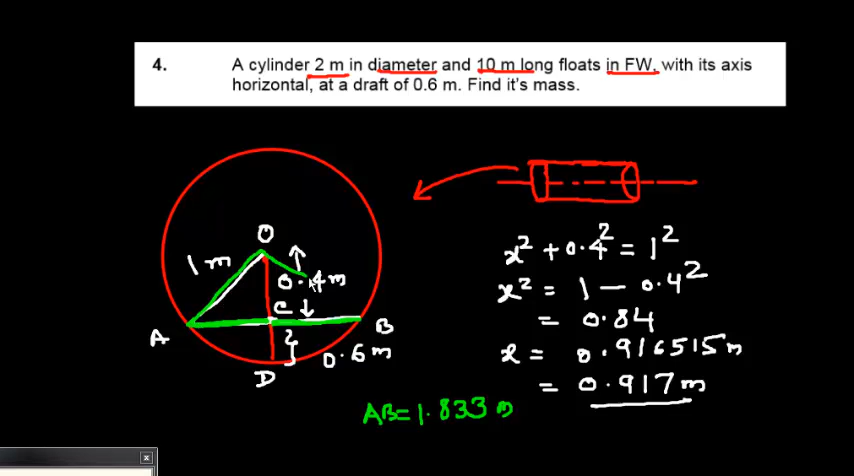 4. A cylinder 2 m in diameter and 10 m long floats in FW, with its axis
horizontal, at a draft of 0.6 m. Find it's mass.
O
1 m
0.4m
C
A
B
0.6 m
D
AB=1.833 m
x² + 0.4² = 1²
x² = 1 - 0.4²
= 0.84
x = 0.916515 m
= 0.917 m